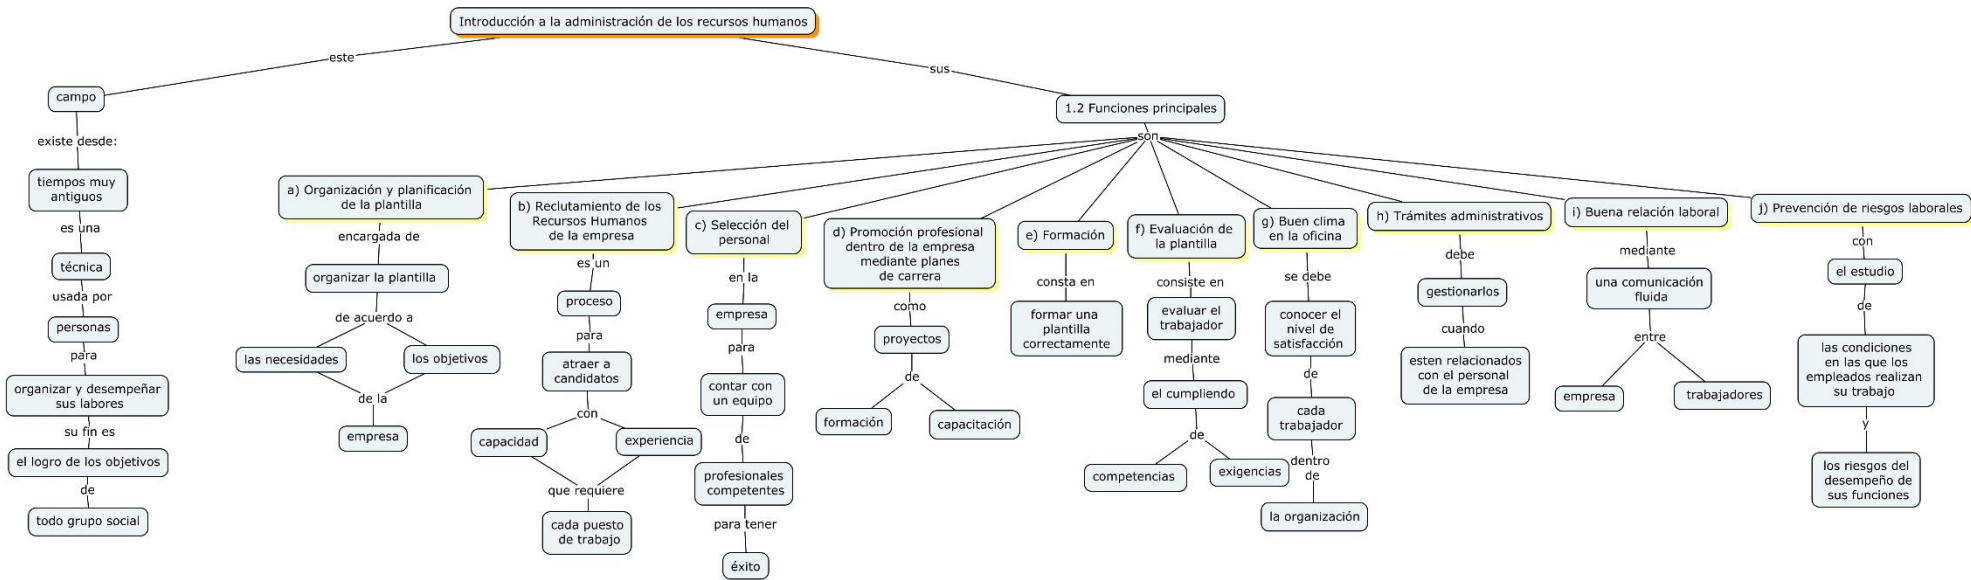 Introducción a la administración de los recursos humanos
este
sus
campo
existe desde:
tiempos muy
antiguos
es una
técnica
usada por
personas
para
organizar y desempeñar
sus labores
su fin es
el logro de los objetivos
de
todo grupo social
1.2 Funciones principales
son
a) Organización y planificación
de la plantilla
encargada de
organizar la plantilla
de acuerdo a
las necesidades
los objetivos
de la
empresa
b) Reclutamiento de los
Recursos Humanos
de la empresa
es un
proceso
para
atraer a
candidatos
con
capacidad
experiencia
que requiere
cada puesto
de trabajo
c) Selección del
personal
en la
empresa
para
contar con
un equipo
de
profesionales
competentes
para tener
éxito
d) Promoción profesional
dentro de la empresa
mediante planes
de carrera
como
proyectos
de
formación
capacitación
e) Formación
consta en
formar una
plantilla
correctamente
f) Evaluación de
la plantilla
consiste en
evaluar el
trabajador
mediante
el cumpliendo
de
competencias
exigencias
g) Buen clima
en la oficina
se debe
conocer el
nivel de
satisfacción
de
cada
trabajador
dentro
de
la organización
h) Trámites administrativos
debe
gestionarlos
cuando
esten relacionados
con el personal
de la empresa
i) Buena relación laboral
mediante
una comunicación
fluida
entre
empresa
trabajadores
j) Prevención de riesgos laborales
con
el estudio
de
las condiciones
en las que los
empleados realizan
su trabajo
y
los riesgos del
desempeño de
sus funciones